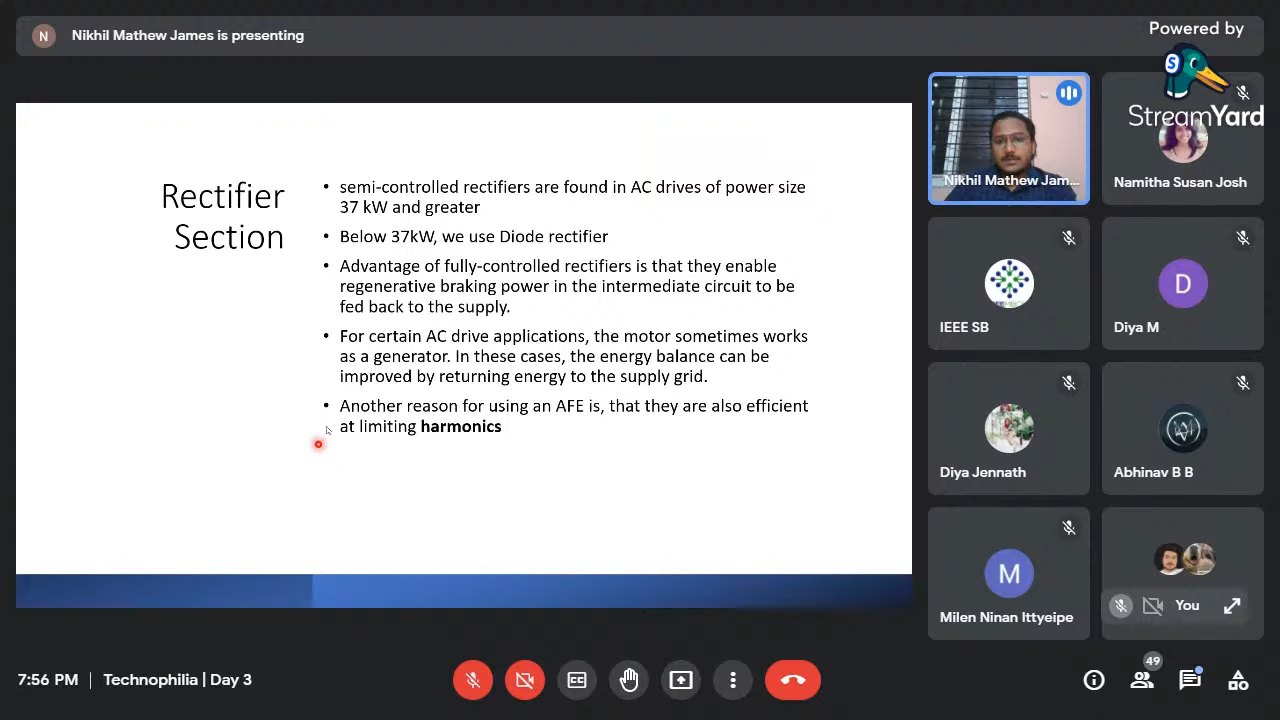 N
Nikhil Mathew James is presenting
Powered by
StreamYard
Rectifier
Section
• semi-controlled rectifiers are found in AC drives of power size
37 kW and greater
• Below 37kW, we use Diode rectifier
• Advantage of fully-controlled rectifiers is that they enable
regenerative braking power in the intermediate circuit to be
fed back to the supply.
• For certain AC drive applications, the motor sometimes works
as a generator. In these cases, the energy balance can be
improved by returning energy to the supply grid.
• Another reason for using an AFE is, that they are also efficient
at limiting harmonics
Nikhil Mathew Jam...
Namitha Susan Josh
IEEE SB
D
Diya M
Diya Jennath
Abhinav B B
M
Milen Ninan Ittyeipe
You
7:56 PM | Technophilia | Day 3
CC
49